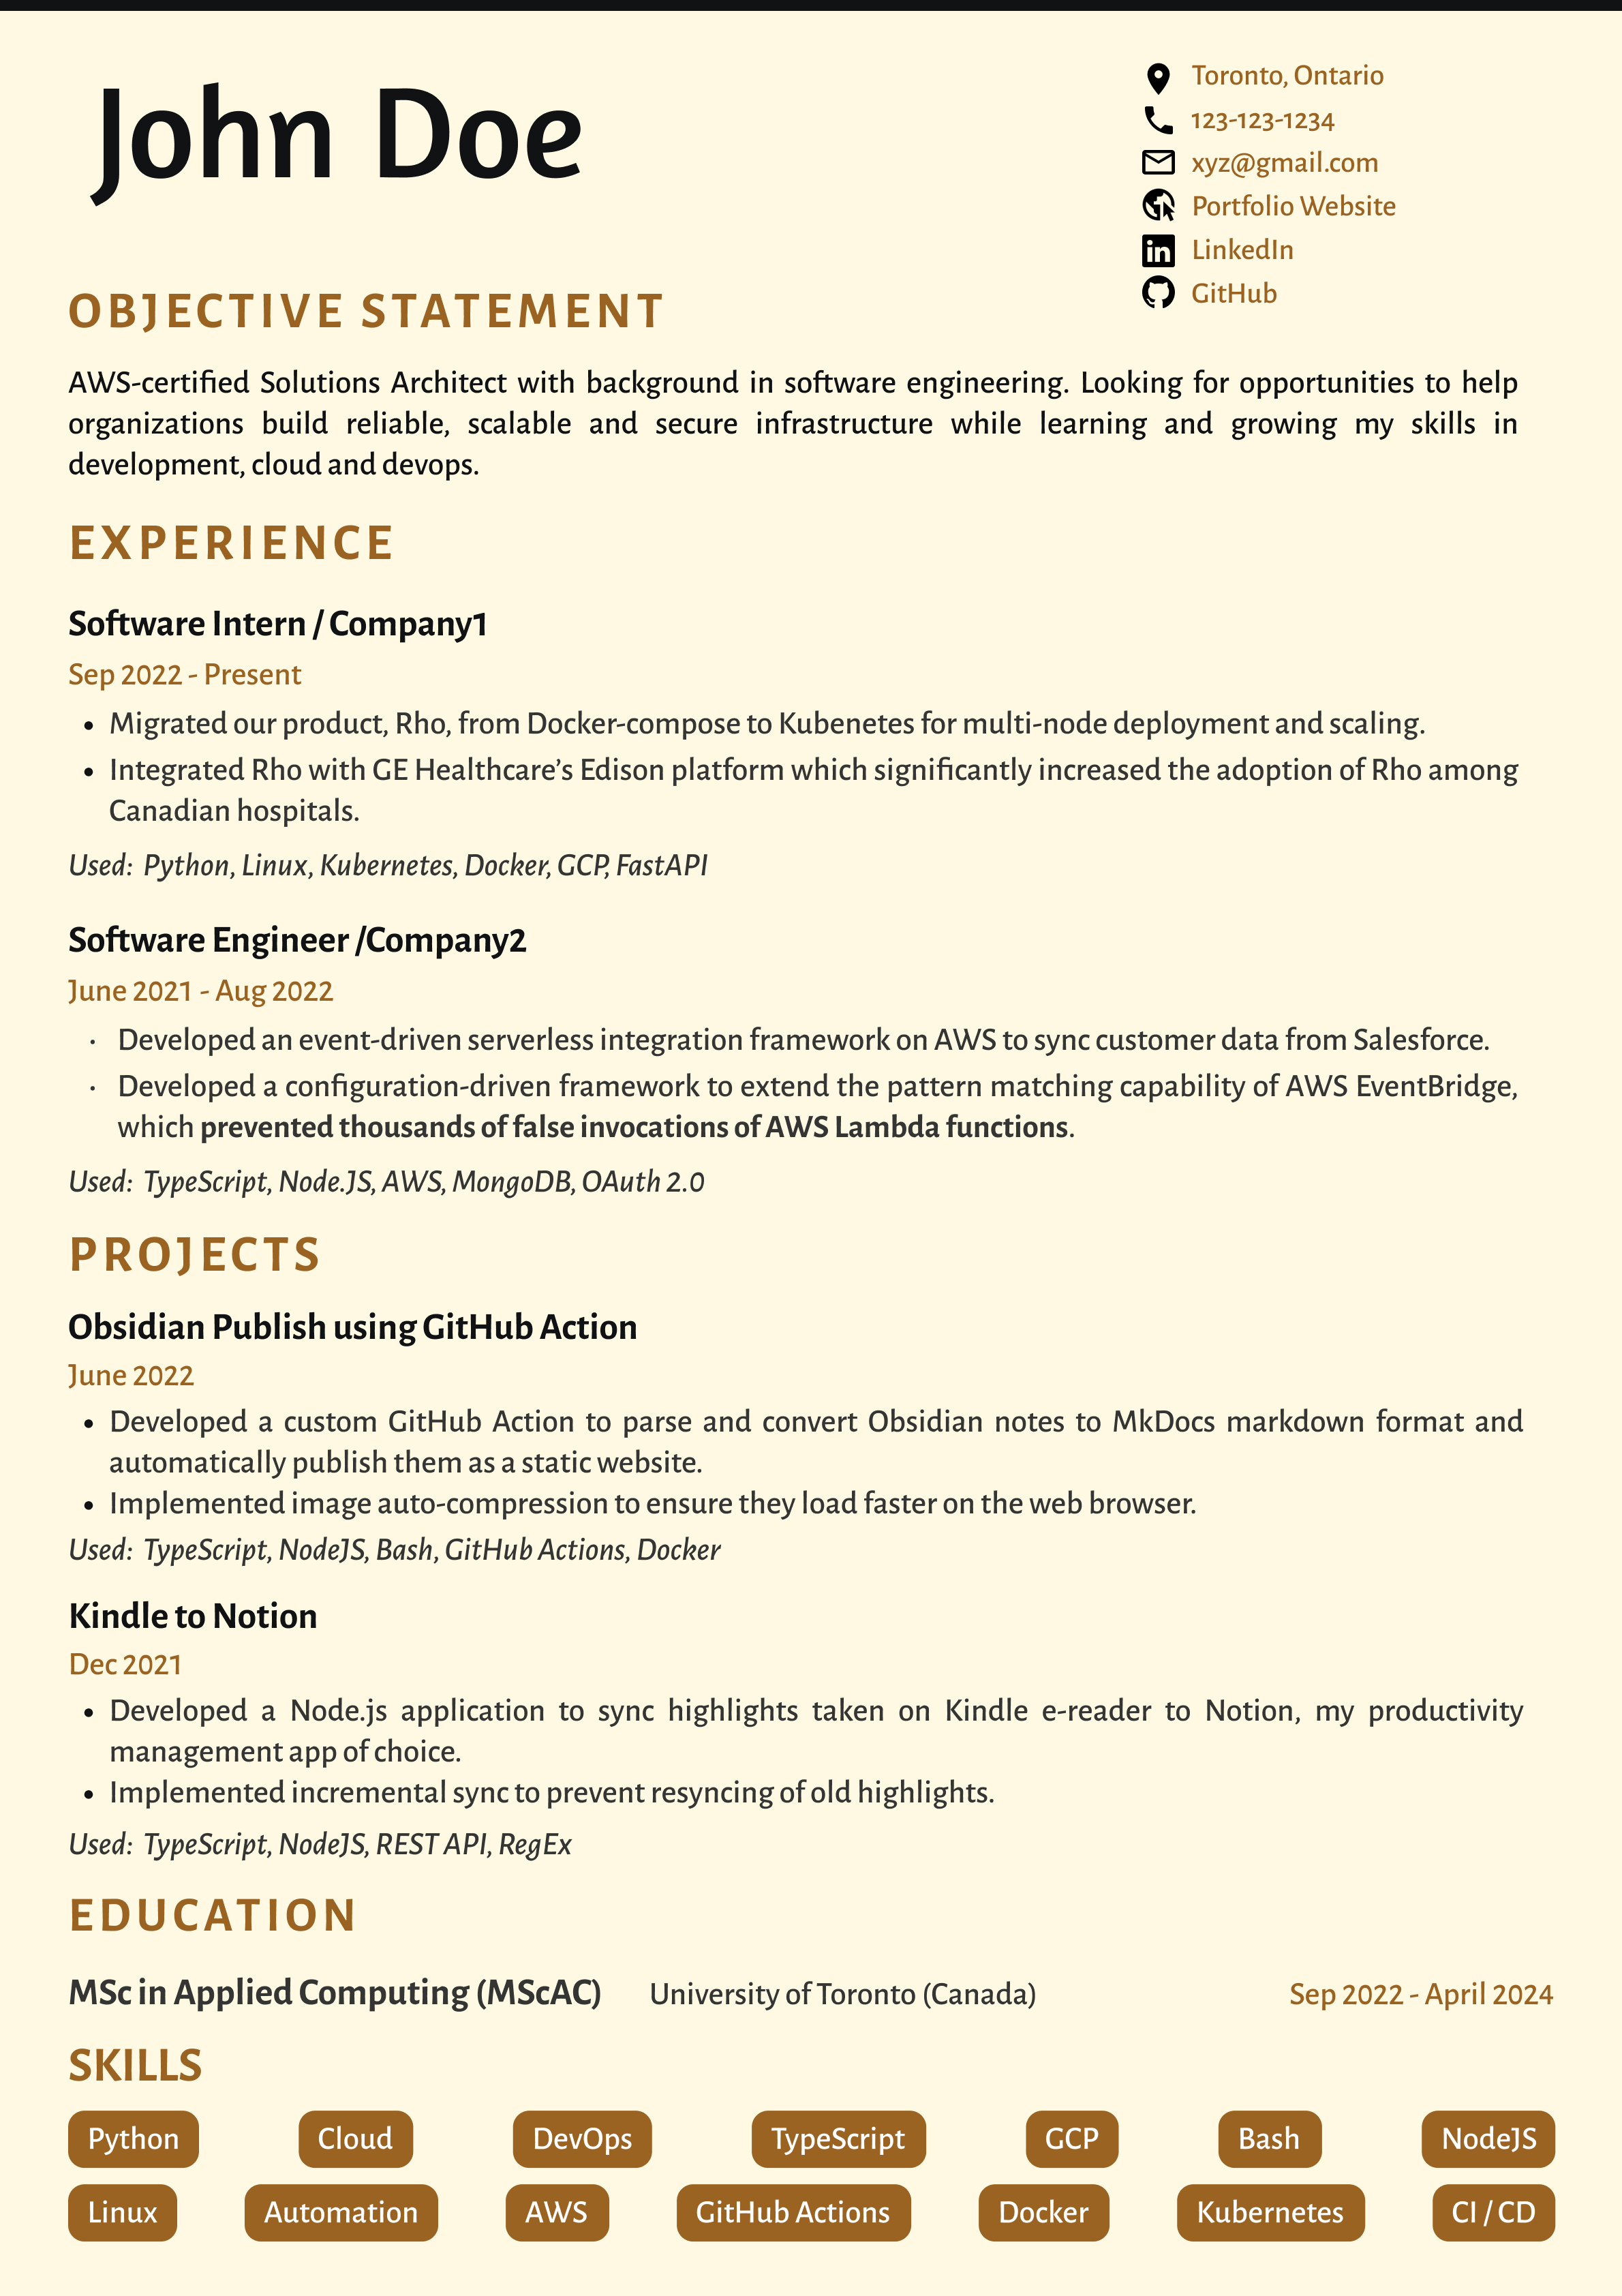 John Doe
Toronto, Ontario
123-123-1234
xyz@gmail.com
Portfolio Website
LinkedIn
GitHub
OBJECTIVE STATEMENT
AWS-certified Solutions Architect with background in software engineering. Looking for opportunities to help
organizations build reliable, scalable and secure infrastructure while learning and growing my skills in
development, cloud and devops.
EXPERIENCE
Software Intern / Company1
Sep 2022 - Present
• Migrated our product, Rho, from Docker-compose to Kubenetes for multi-node deployment and scaling.
• Integrated Rho with GE Healthcare’s Edison platform which significantly increased the adoption of Rho among
Canadian hospitals.
Used: Python, Linux, Kubernetes, Docker, GCP, FastAPI
Software Engineer /Company2
June 2021 - Aug 2022
· Developed an event-driven serverless integration framework on AWS to sync customer data from Salesforce.
· Developed a configuration-driven framework to extend the pattern matching capability of AWS EventBridge,
which prevented thousands of false invocations of AWS Lambda functions.
Used: TypeScript, Node.JS, AWS, MongoDB, OAuth 2.0
PROJECTS
Obsidian Publish using GitHub Action
June 2022
• Developed a custom GitHub Action to parse and convert Obsidian notes to MkDocs markdown format and
automatically publish them as a static website.
• Implemented image auto-compression to ensure they load faster on the web browser.
Used: TypeScript, NodeJS, Bash, GitHub Actions, Docker
Kindle to Notion
Dec 2021
• Developed a Node.js application to sync highlights taken on Kindle e-reader to Notion, my productivity
management app of choice.
• Implemented incremental sync to prevent resyncing of old highlights.
Used: TypeScript, NodeJS, REST API, RegEx
EDUCATION
MSc in Applied Computing (MScAC) University of Toronto (Canada) Sep 2022 - April 2024
SKILLS
Python Cloud DevOps TypeScript GCP Bash NodeJS
Linux Automation AWS GitHub Actions Docker Kubernetes CI / CD